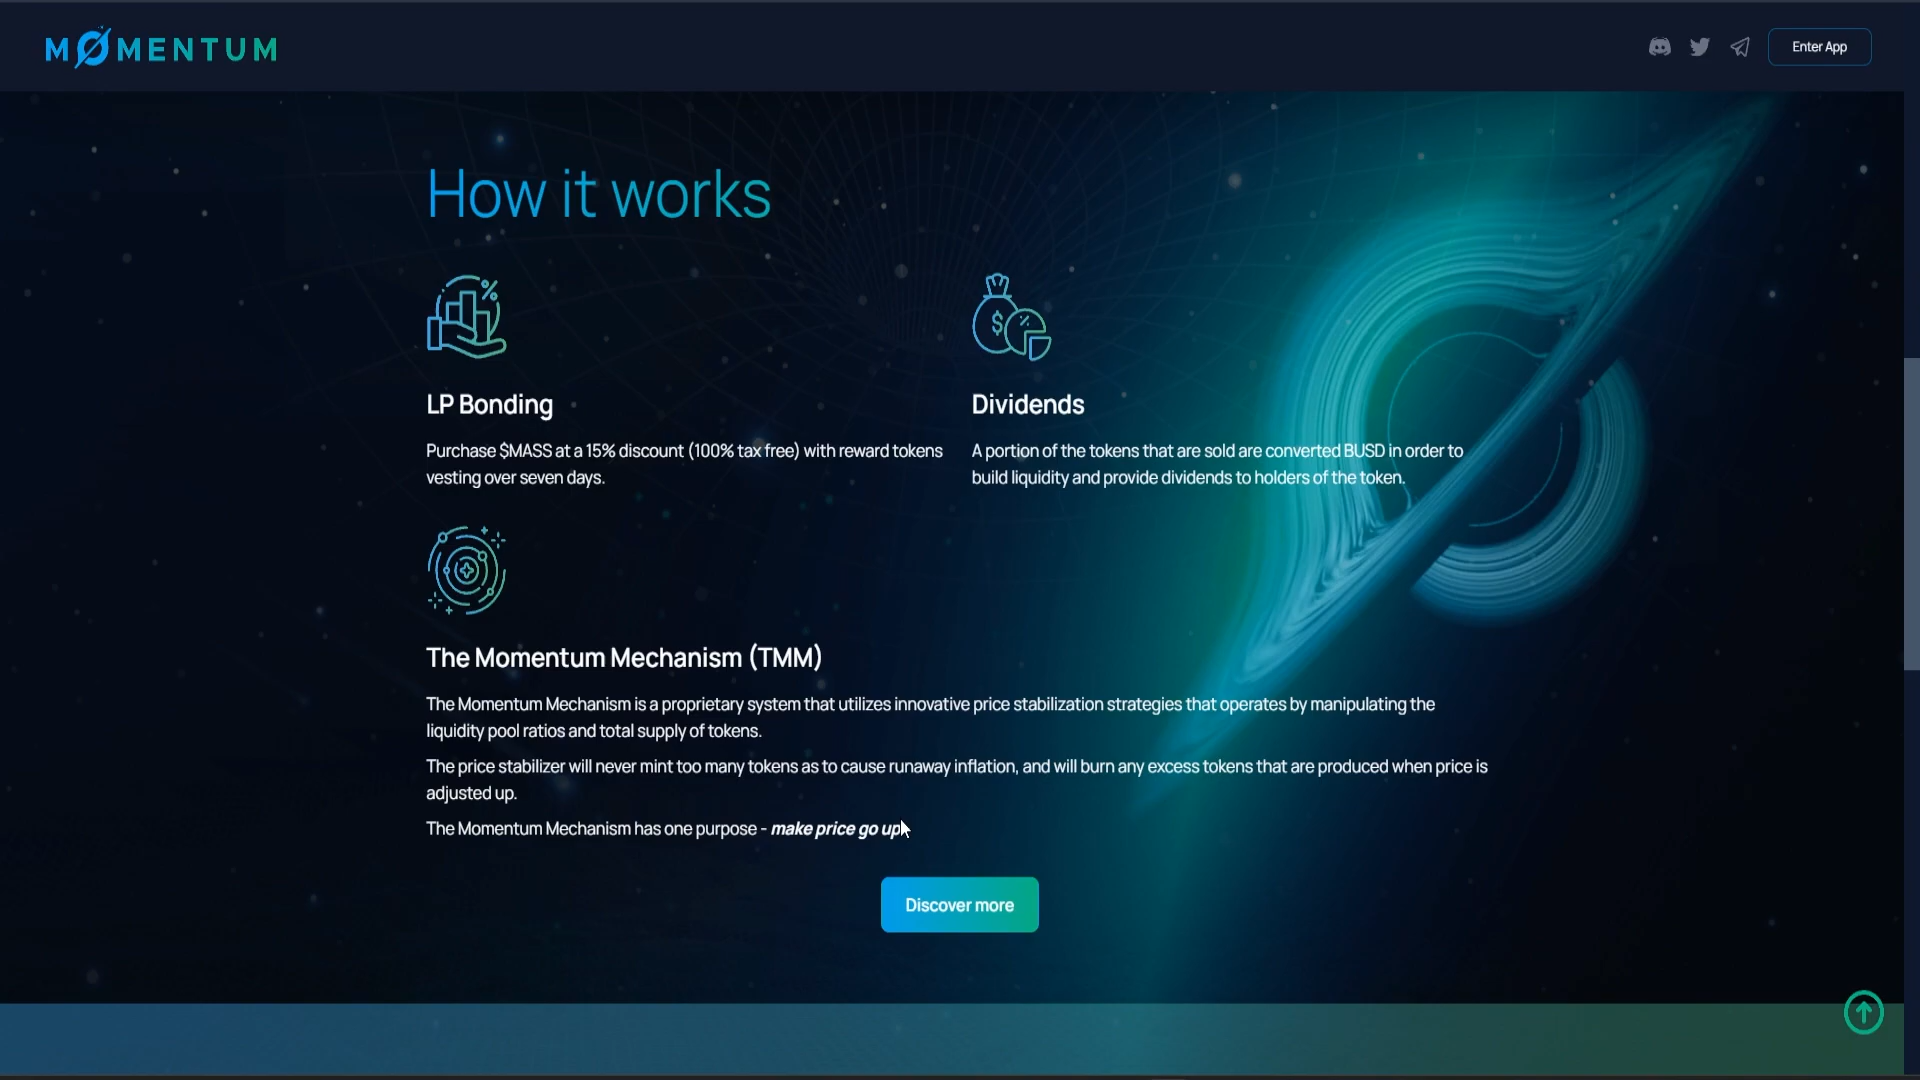 MOMENTUM
Enter App
How it works
LP Bonding
Purchase $MASS at a 15% discount (100% tax free) with reward tokens
vesting over seven days.
Dividends
A portion of the tokens that are sold are converted BUSD in order to
build liquidity and provide dividends to holders of the token.
The Momentum Mechanism (TMM)
The Momentum Mechanism is a proprietary system that utilizes innovative price stabilization strategies that operates by manipulating the
liquidity pool ratios and total supply of tokens.
The price stabilizer will never mint too many tokens as to cause runaway inflation, and will burn any excess tokens that are produced when price is
adjusted up.
The Momentum Mechanism has one purpose - make price go up
Discover more